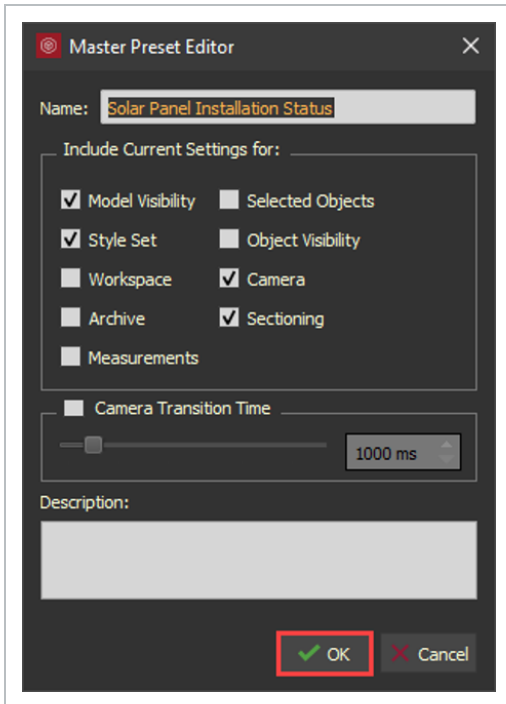 Master Preset Editor
Name: Solar Panel Installation Status
Include Current Settings for:
Model Visibility Selected Objects
Style Set Object Visibility
Workspace Camera
Archive Sectioning
Measurements
Camera Transition Time
1000 ms
Description:
OK Cancel